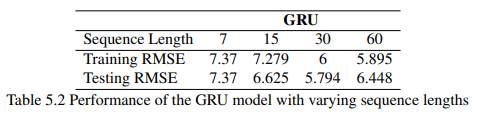 GRU
Sequence Length 7 15 30 60
Training RMSE 7.37 7.279 6 5.895
Testing RMSE 7.37 6.625 5.794 6.448
Table 5.2 Performance of the GRU model with varying sequence lengths